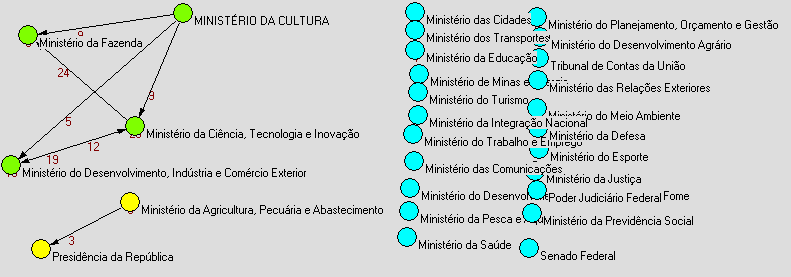 MINISTÉRIO DA CULTURA
9
Ministério da Fazenda
24
9
5
Ministério da Ciência, Tecnologia e Inovação
12
19
Ministério do Desenvolvimento, Indústria e Comércio Exterior
Ministério da Agricultura, Pecuária e Abastecimento
3
Presidência da República
Ministério das Cidades
Ministério dos Transportes
Ministério da Educação
Ministério de Minas e
Ministério do Turismo
Ministério da Integração Nacional
Ministério do Trabalho e Emprego
Ministério das Comunicações
Ministério do
Ministério da Pesca e
Ministério da Saúde
Ministério do Planejamento, Orçamento e Gestão
Ministério do Desenvolvimento Agrário
Tribunal de Contas da União
Ministério das Relações Exteriores
Ministério do Meio Ambiente
Ministério da Defesa
Ministério do Esporte
Ministério da Justiça
Poder Judiciário Federal Fome
Ministério da Previdência Social
Senado Federal